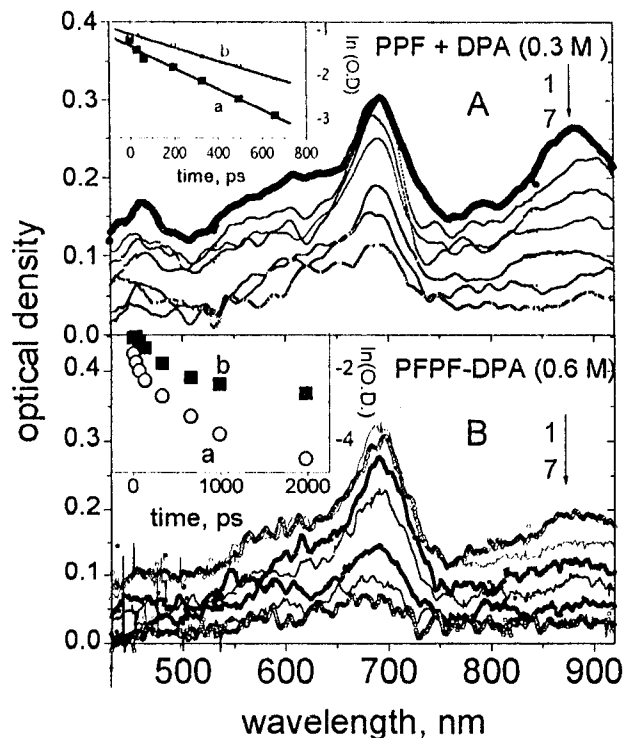 0.4
0.3
0.2
0.1
0.0
0.4
0.3
0.2
0.1
0.0
optical density
PPF + DPA (0.3 M )
A
1
7
b
a
-1
-2
-3
ln (O.D)
0
200
400
600
800
time, ps
PFPF-DPA (0.6 M)
B
1
7
b
a
-2
-4
ln(O.D.)
0
1000
2000
time, ps
500
600
700
800
900
wavelength, nm